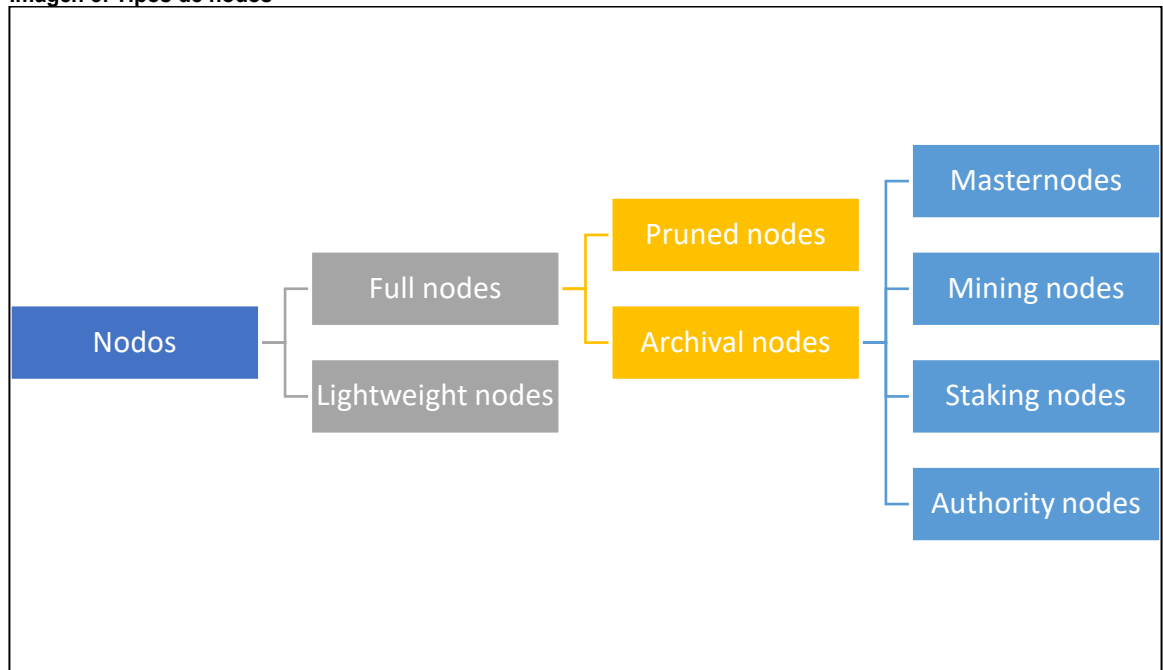 Nodos
Full nodes
Lightweight nodes
Pruned nodes
Archival nodes
Masternodes
Mining nodes
Staking nodes
Authority nodes